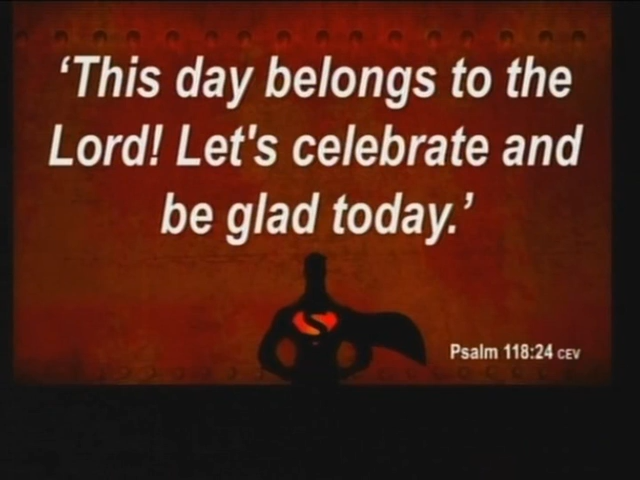 ‘This day belongs to the
Lord! Let's celebrate and
be glad today.’
S
Psalm 118:24 CEV